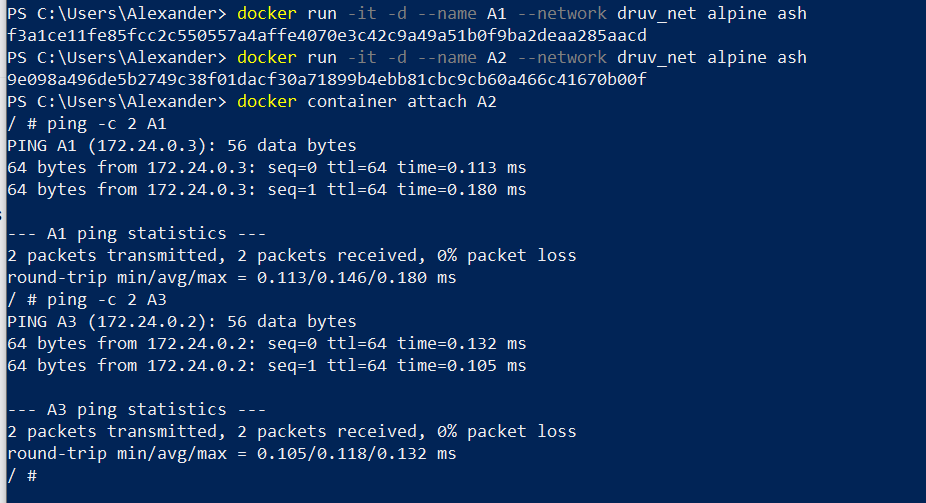 PS C:\Users\Alexander> docker run -it -d --name A1 --network druv_net alpine ash
f3a1ce11fe85fcc2c550557a4affe4070e3c42c9a49a51b0f9ba2deaa285aacd
PS C:\Users\Alexander> docker run -it -d --name A2 --network druv_net alpine ash
9e098a496de5b2749c38f01dacf30a71899b4ebb81cbc9cb60a466c41670b00f
PS C:\Users\Alexander> docker container attach A2
/ # ping -c 2 A1
PING A1 (172.24.0.3): 56 data bytes
64 bytes from 172.24.0.3: seq=0 ttl=64 time=0.113 ms
64 bytes from 172.24.0.3: seq=1 ttl=64 time=0.180 ms
--- A1 ping statistics ---
2 packets transmitted, 2 packets received, 0% packet loss
round-trip min/avg/max = 0.113/0.146/0.180 ms
/ # ping -c 2 A3
PING A3 (172.24.0.2): 56 data bytes
64 bytes from 172.24.0.2: seq=0 ttl=64 time=0.132 ms
64 bytes from 172.24.0.2: seq=1 ttl=64 time=0.105 ms
--- A3 ping statistics ---
2 packets transmitted, 2 packets received, 0% packet loss
round-trip min/avg/max = 0.105/0.118/0.132 ms
/ #